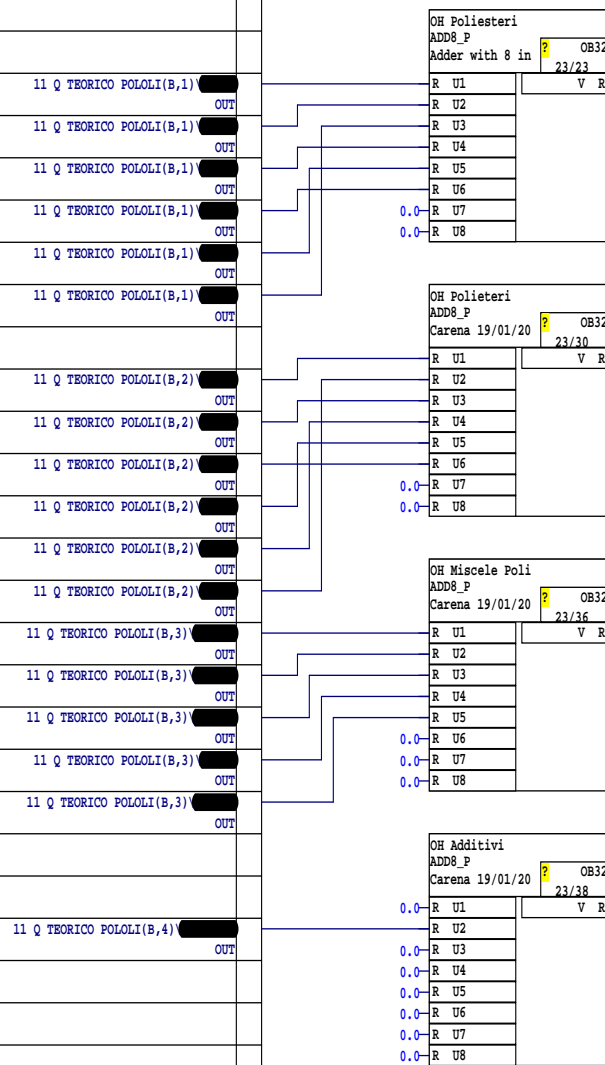 OH Poliesteri
ADD8_P
Adder with 8 in
? OB32
23/23
V R
11 Q TEORICO POLOLI(B,1)\
OUT
11 Q TEORICO POLOLI(B,1)\
OUT
11 Q TEORICO POLOLI(B,1)\
OUT
11 Q TEORICO POLOLI(B,1)\
OUT
11 Q TEORICO POLOLI(B,1)\
OUT
11 Q TEORICO POLOLI(B,1)\
OUT
R U1
R U2
R U3
R U4
R U5
R U6
0.0 R U7
0.0 R U8
OH Polieteri
ADD8_P
Carena 19/01/20
? OB32
23/30
V R
11 Q TEORICO POLOLI(B,2)\
OUT
11 Q TEORICO POLOLI(B,2)\
OUT
11 Q TEORICO POLOLI(B,2)\
OUT
11 Q TEORICO POLOLI(B,2)\
OUT
11 Q TEORICO POLOLI(B,2)\
OUT
11 Q TEORICO POLOLI(B,2)\
OUT
R U1
R U2
R U3
R U4
R U5
R U6
0.0 R U7
0.0 R U8
OH Miscele Poli
ADD8_P
Carena 19/01/20
? OB32
23/36
V R
11 Q TEORICO POLOLI(B,3)\
OUT
11 Q TEORICO POLOLI(B,3)\
OUT
11 Q TEORICO POLOLI(B,3)\
OUT
11 Q TEORICO POLOLI(B,3)\
OUT
11 Q TEORICO POLOLI(B,3)\
OUT
R U1
R U2
R U3
R U4
R U5
0.0 R U6
0.0 R U7
0.0 R U8
OH Additivi
ADD8_P
Carena 19/01/20
? OB32
23/38
V R
11 Q TEORICO POLOLI(B,4)\
OUT
0.0 R U1
R U2
0.0 R U3
0.0 R U4
0.0 R U5
0.0 R U6
0.0 R U7
0.0 R U8